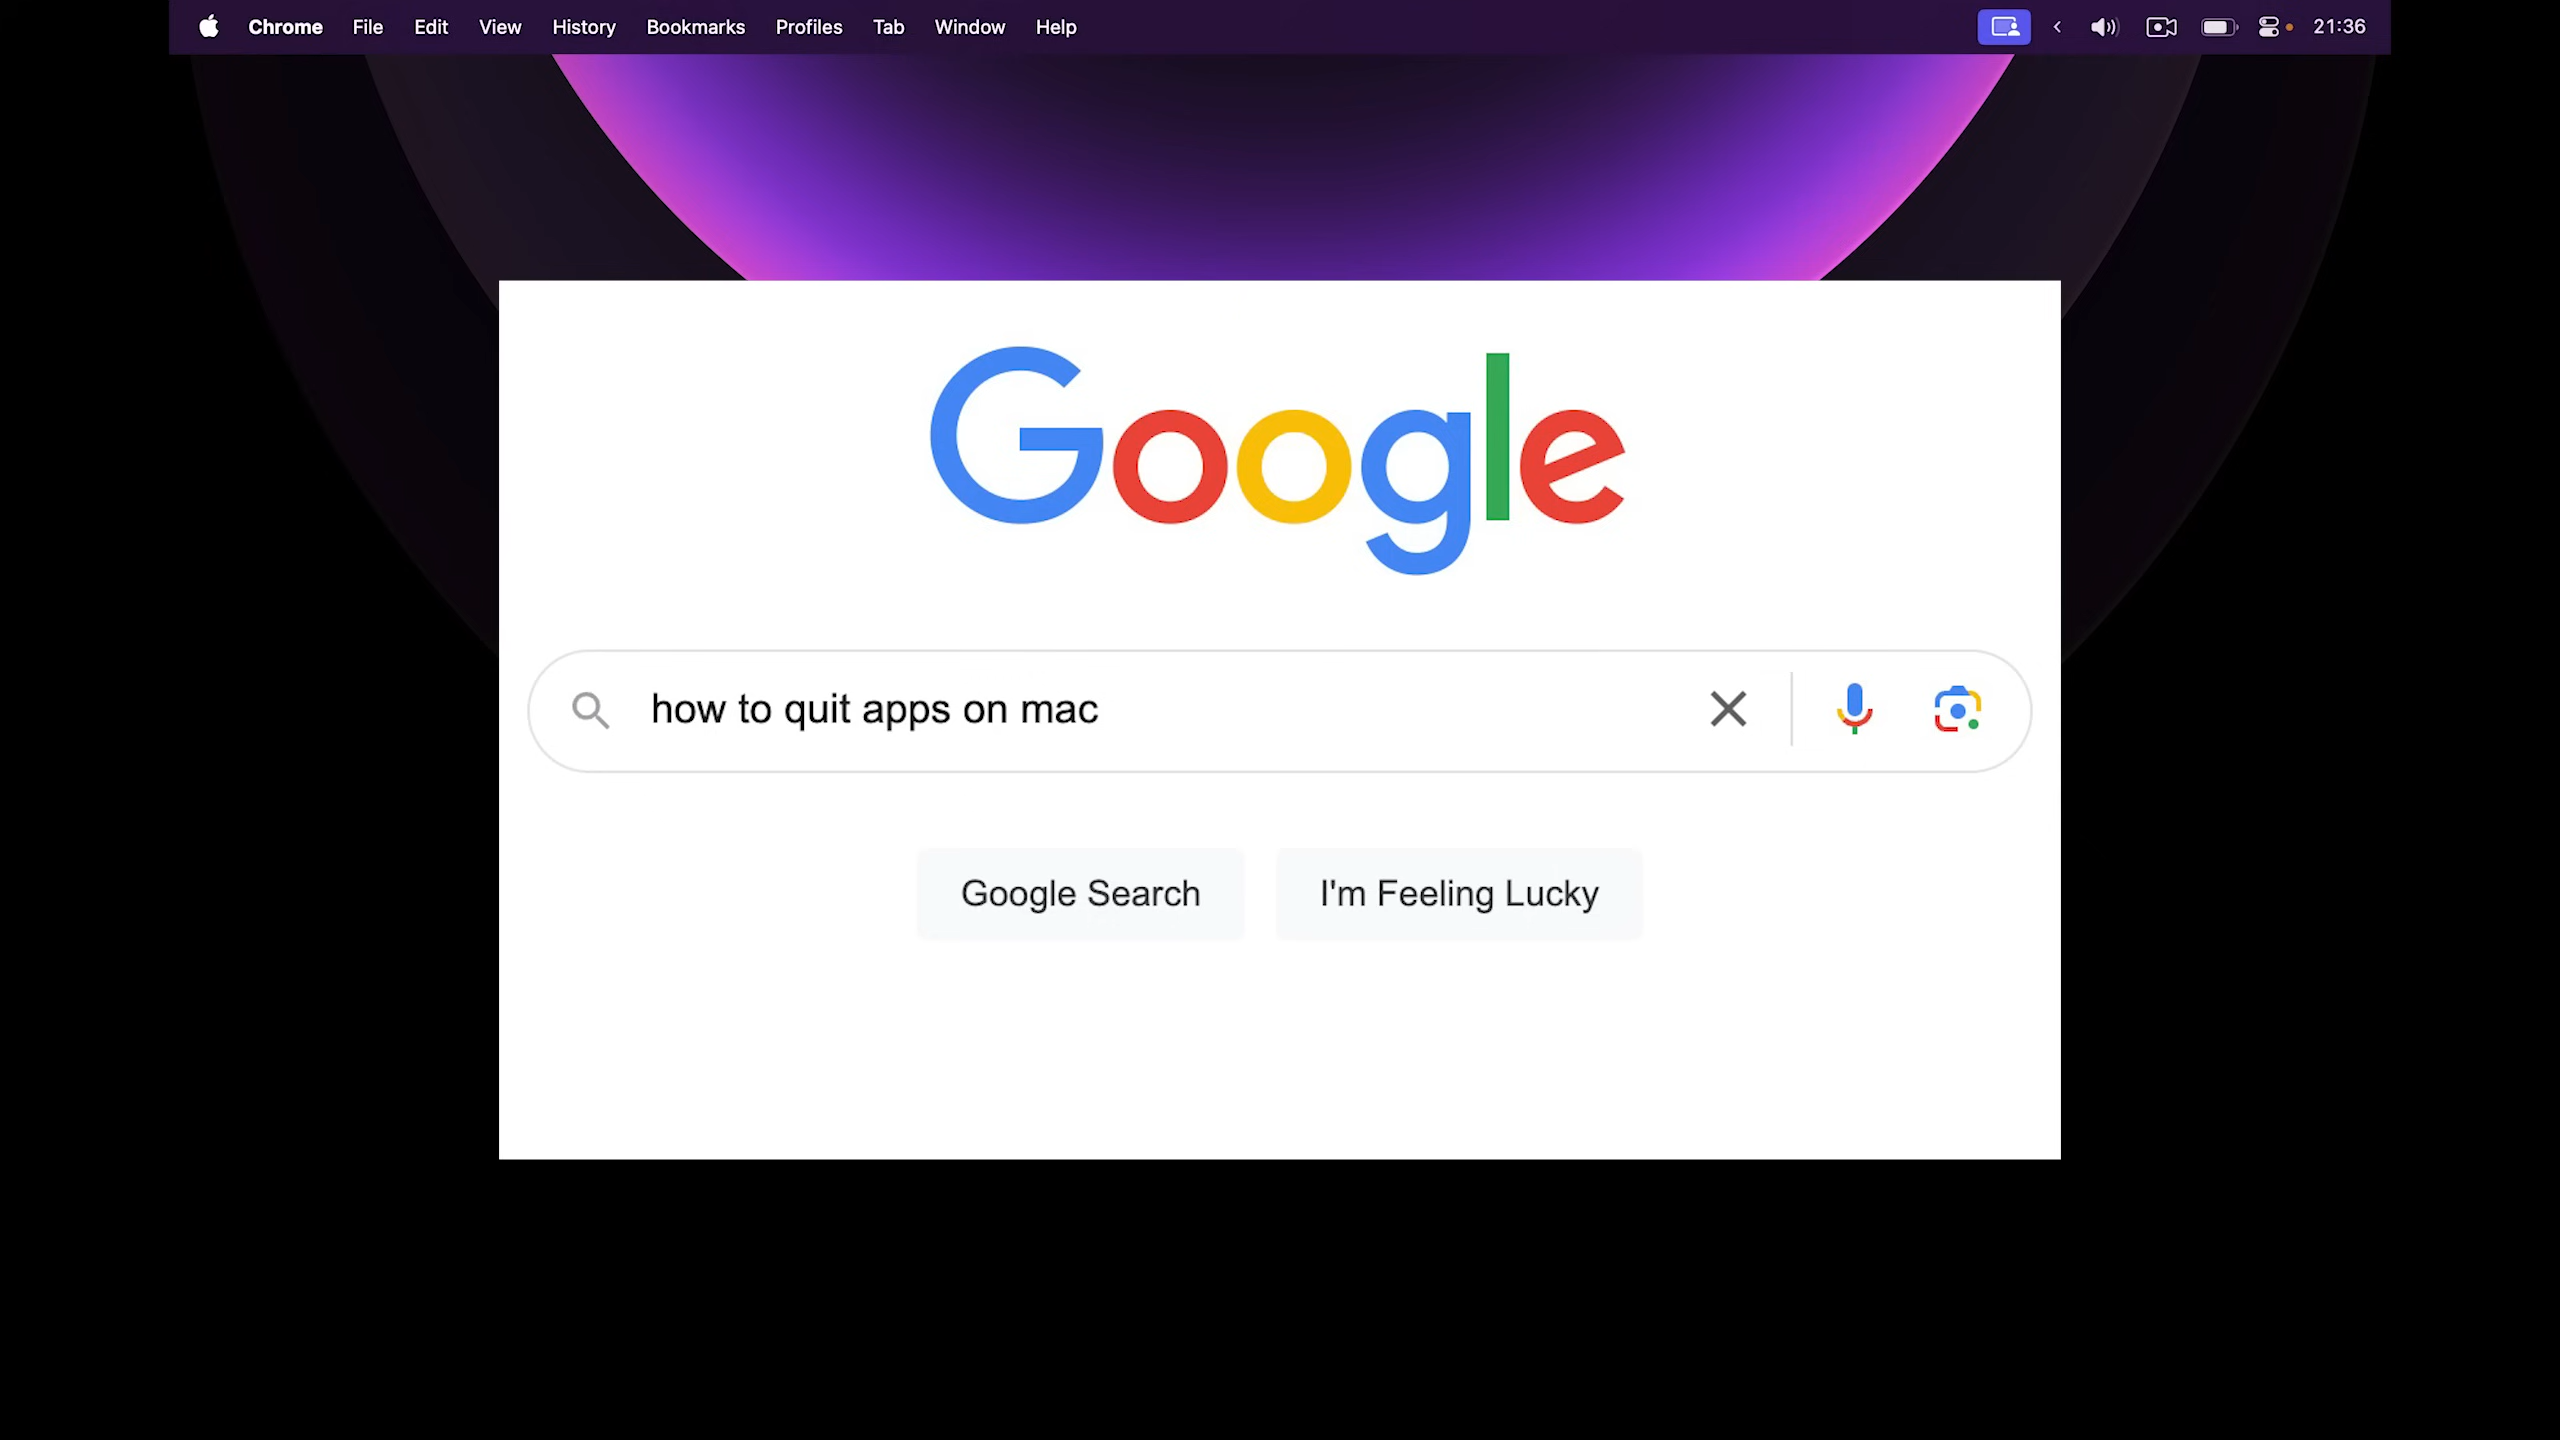 Chrome File Edit View History Bookmarks Profiles Tab Window Help 21:36
Google
how to quit apps on mac
Google Search I'm Feeling Lucky